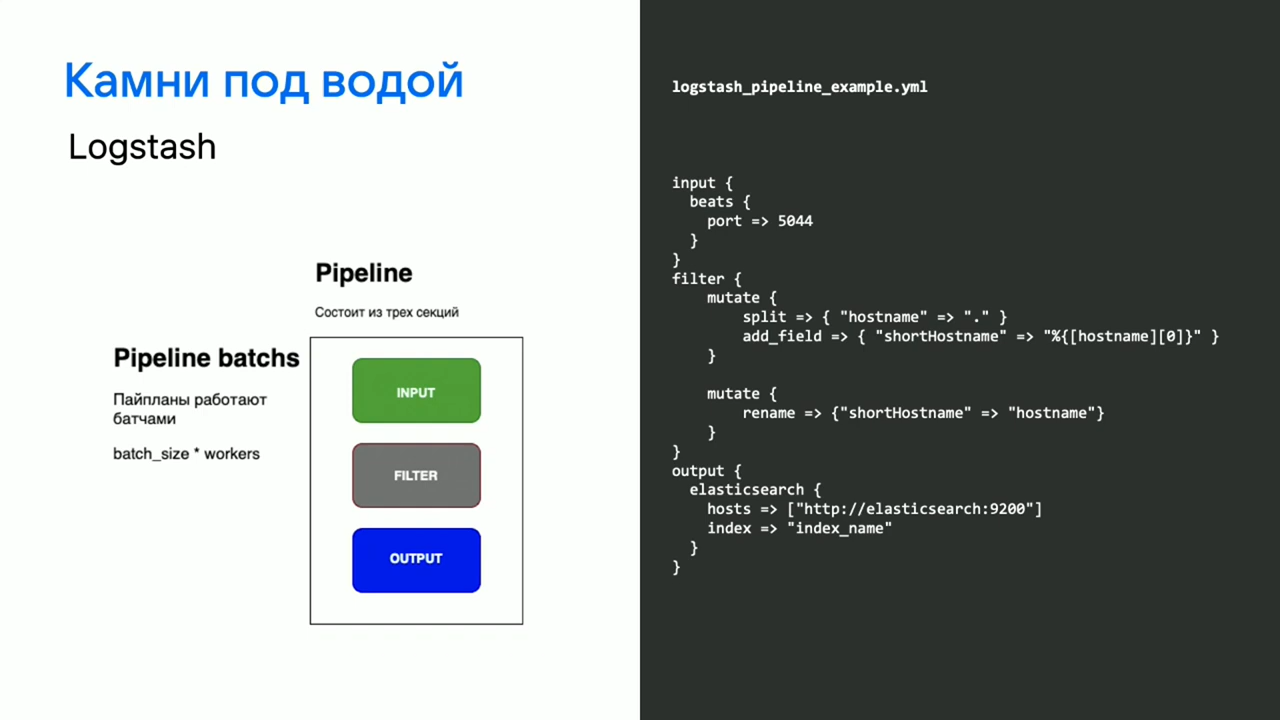 Камни под водой
Logstash
Pipeline
Состоит из трех секций
Pipeline batchs
Пайпланы работают
батчами
batch_size * workers
INPUT
FILTER
OUTPUT
logstash_pipeline_example.yml
input {
  beats {
    port => 5044
  }
}
filter {
    mutate {
        split => { "hostname" => "." }
        add_field => { "shortHostname" => "%{[hostname][0]}" }
    }
    mutate {
        rename => {"shortHostname" => "hostname"}
    }
}
output {
  elasticsearch {
    hosts => ["http://elasticsearch:9200"]
    index => "index_name"
  }
}